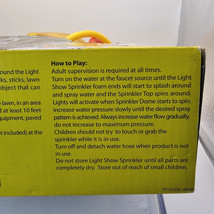 How to Play:
Adult supervision is required at all times.
Turn on the water at the faucet source until the Light
Show Sprinkler foam ends will start to splash around
and spray water and the Sprinkler Top spins around.
Lights will activate when Sprinkler Dome starts to spin.
Increase water pressure slowly until the desired spray
pattern is achieved. Always increase water flow gradually,
do not increase to maximum pressure.
Children should not try to touch or grab the
sprinkler while it is in use.
Turn off and detach water hose when product is not
in use.
Do not store Light Show Sprinkler until all parts are
completely dry. Store out of reach of small children.
ound the Light
, sticks, lawn
object that can
lawn, in an area
d at least 10 feet
uipment, paved
t included) at the